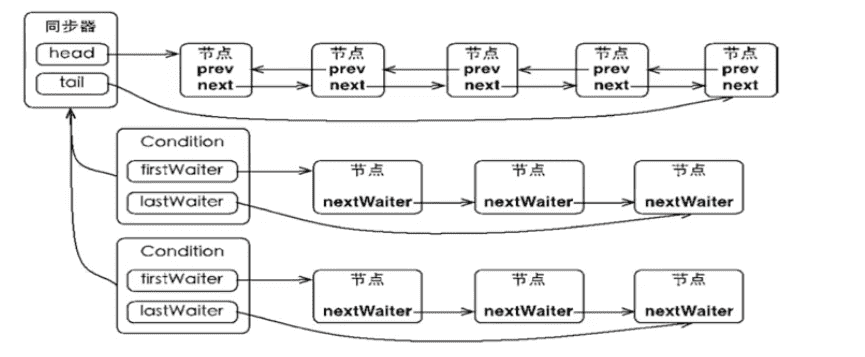 同步器
head
tail
节点
prev
next
节点
prev
next
节点
prev
next
节点
prev
next
节点
prev
next
Condition
firstWaiter
lastWaiter
节点
nextWaiter
节点
nextWaiter
节点
nextWaiter
Condition
firstWaiter
lastWaiter
节点
nextWaiter
节点
nextWaiter
节点
nextWaiter